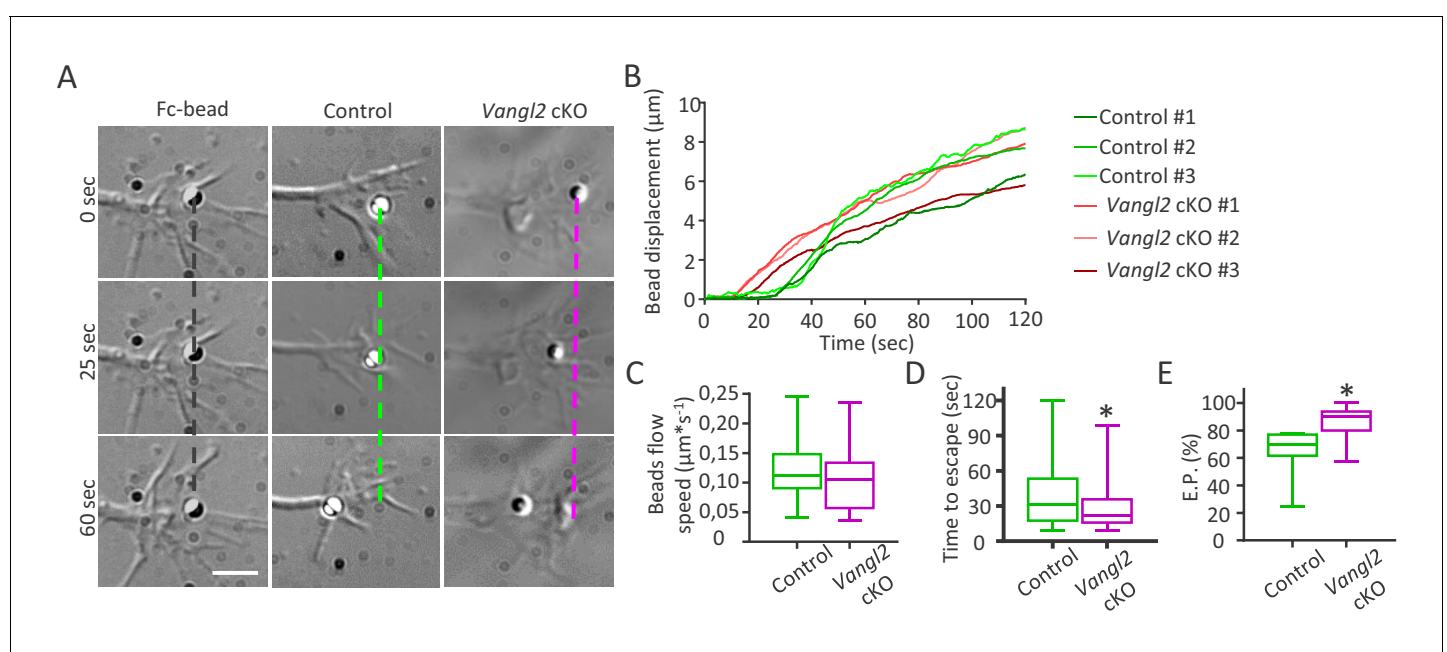 A
Fc-bead
Control
Vangl2 cKO
0 sec
25 sec
60 sec
B
Bead displacement (µm)
10
8
6
4
2
0
0
20
40
60
80
100
120
Time (sec)
Control #1
Control #2
Control #3
Vangl2 cKO #1
Vangl2 cKO #2
Vangl2 cKO #3
C
Beads flow
speed (µm*s-1)
0,25
0,20
0,15
0,10
0,05
0
Control
Vangl2
cKO
D
Time to escape (sec)
120
90
60
30
0
*
Control
Vangl2
cKO
E
E.P. (%)
100
80
60
40
20
0
*
Control
Vangl2
cKO